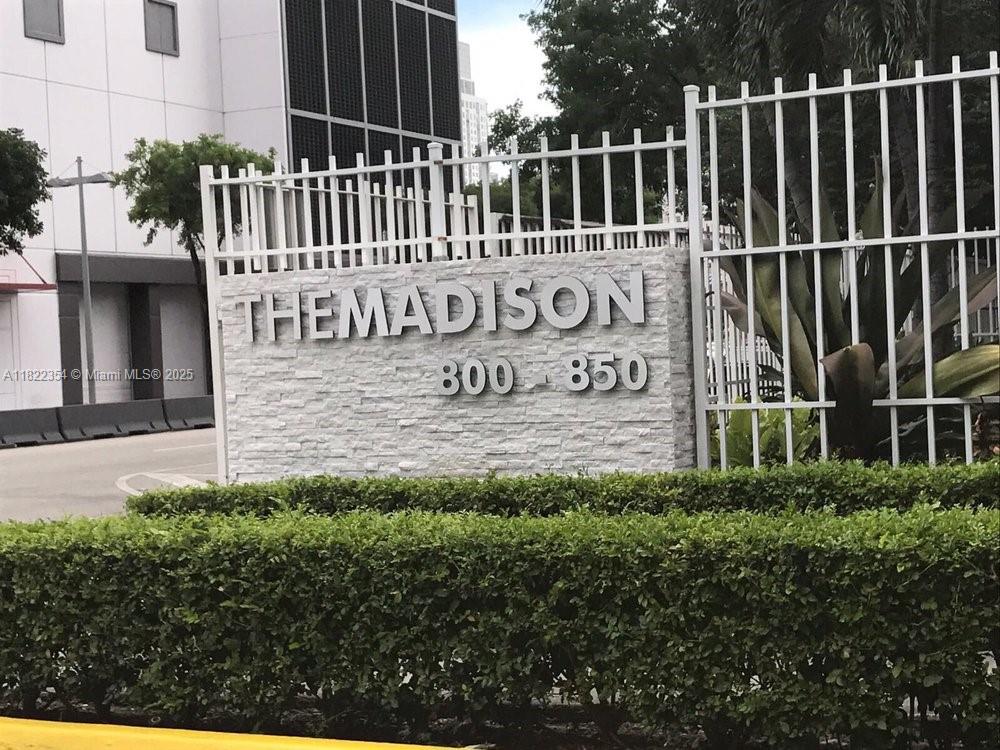 THEMADISON
800 - 850
A11822354 © Miami MLS® 2025